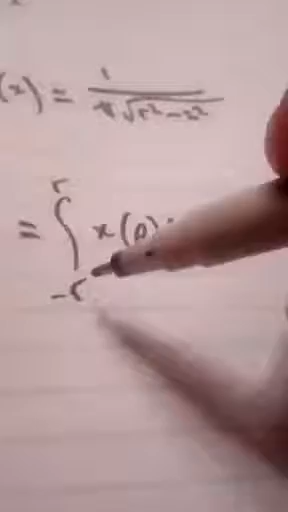 (x) = 1 / π√(r² - x²)
= ∫_{-r}^{r} x(p)